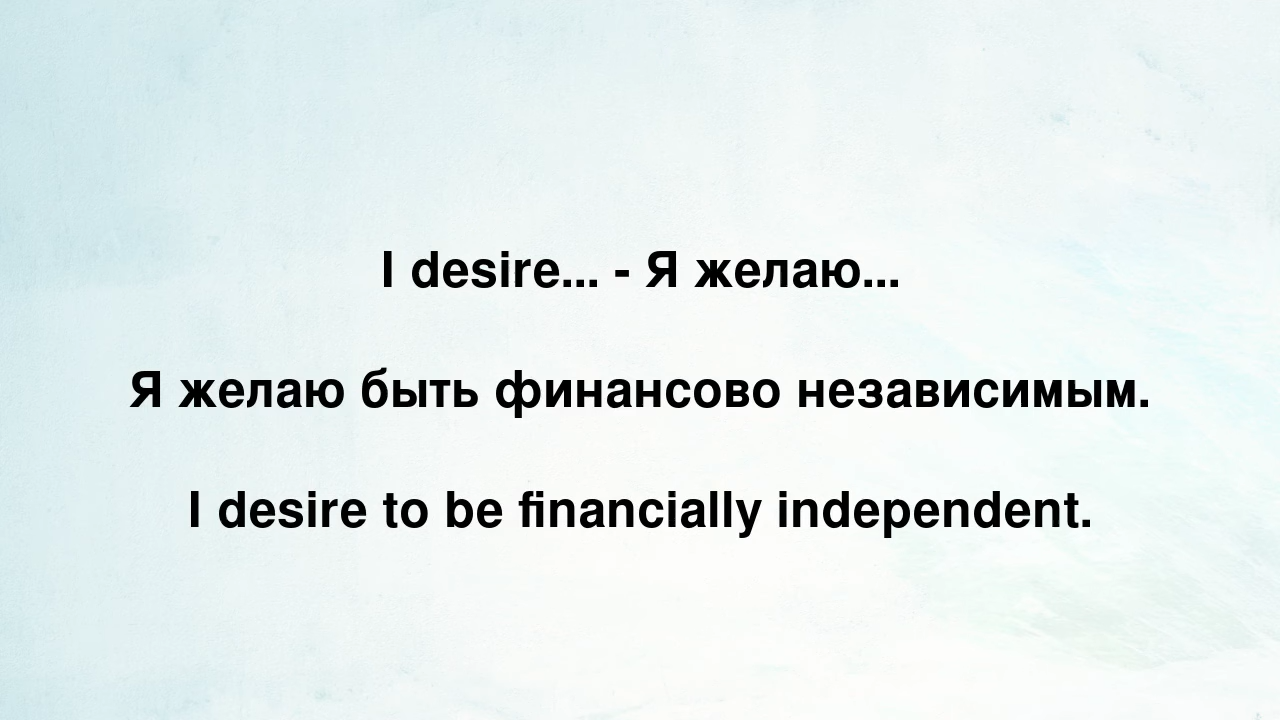 I desire... - Я желаю...
Я желаю быть финансово независимым.
I desire to be financially independent.